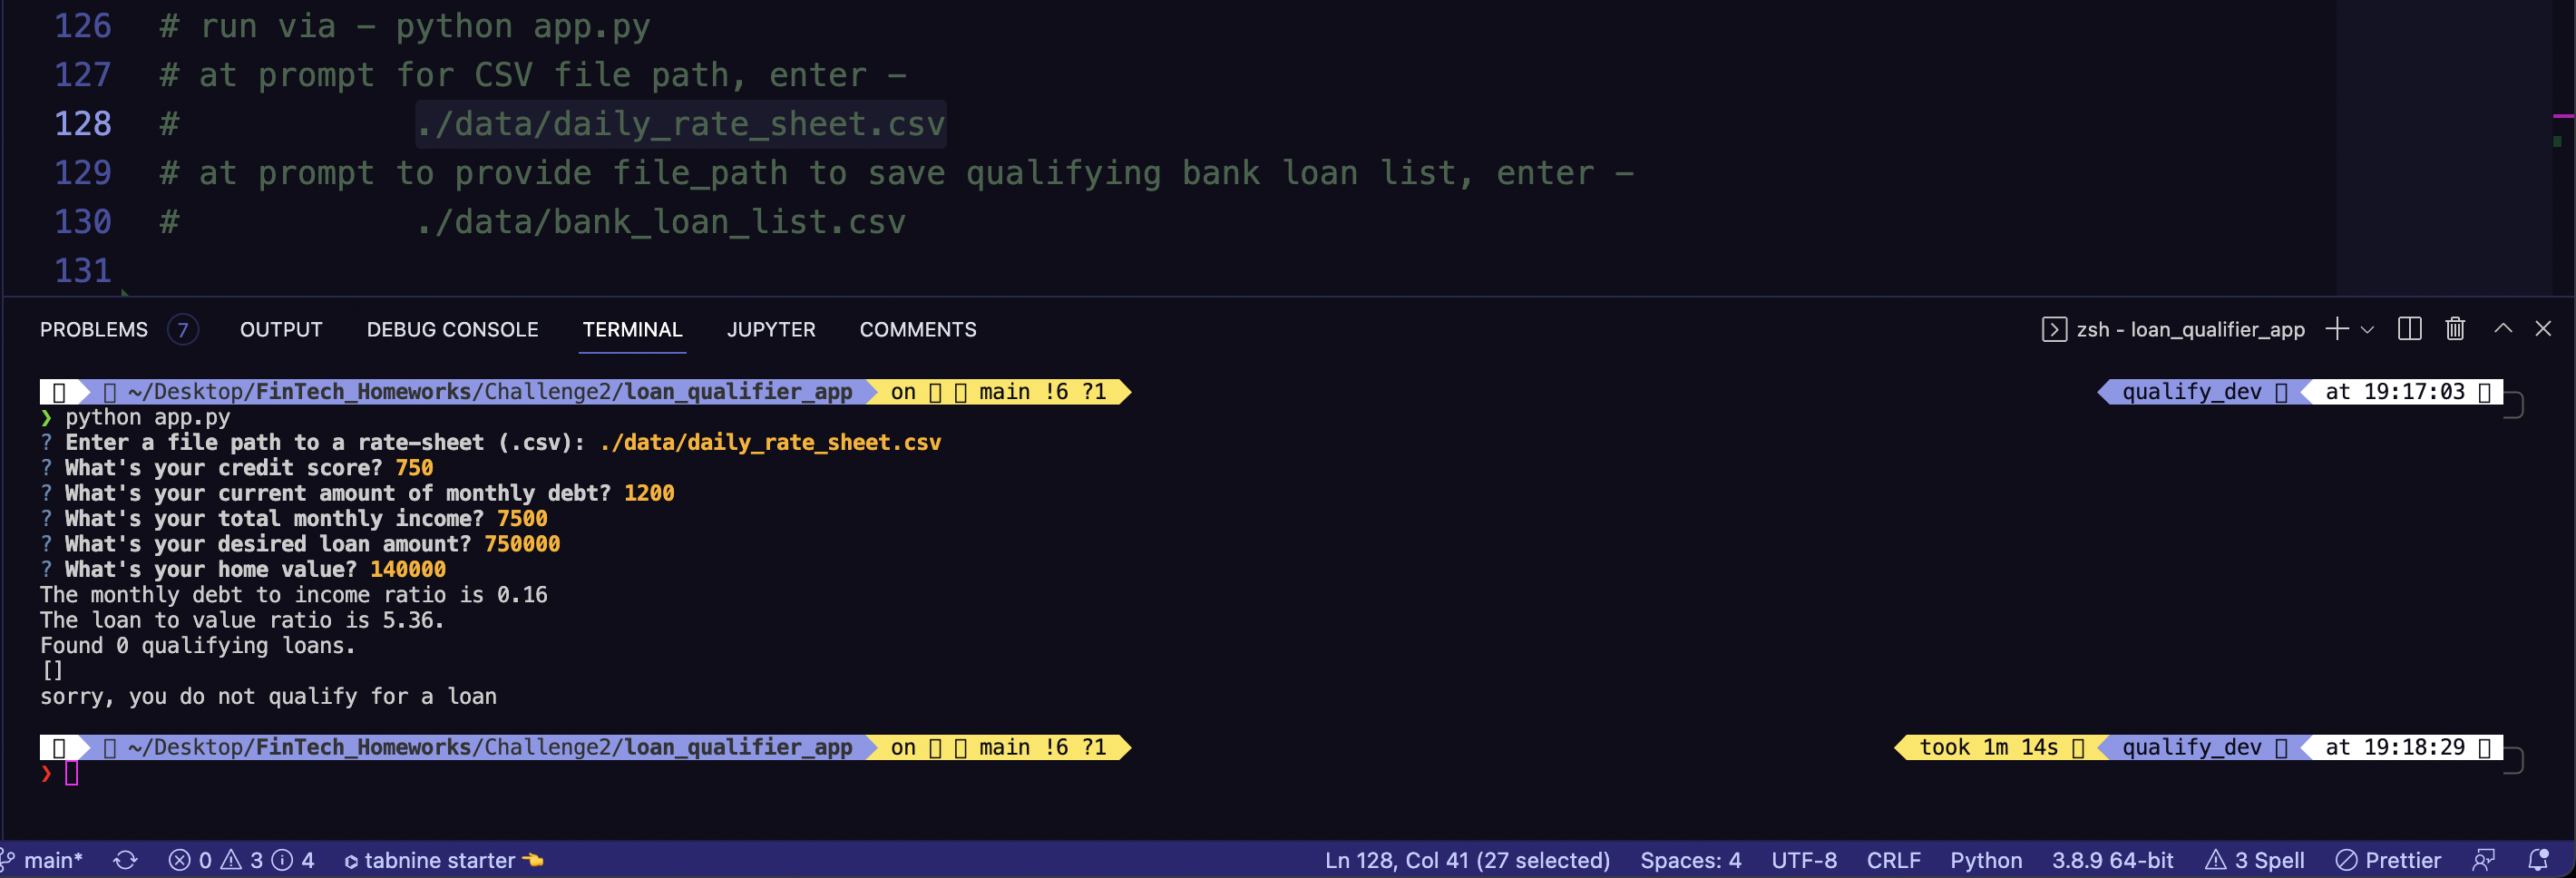 126 # run via - python app.py
127 # at prompt for CSV file path, enter -
128 # ./data/daily_rate_sheet.csv
129 # at prompt to provide file_path to save qualifying bank loan list, enter -
130 # ./data/bank_loan_list.csv
131
PROBLEMS 7 OUTPUT DEBUG CONSOLE TERMINAL JUPYTER COMMENTS zsh - loan_qualifier_app
~/Desktop/FinTech_Homeworks/Challenge2/loan_qualifier_app on main !6 ?1 qualify_dev at 19:17:03
❯ python app.py
? Enter a file path to a rate-sheet (.csv): ./data/daily_rate_sheet.csv
? What's your credit score? 750
? What's your current amount of monthly debt? 1200
? What's your total monthly income? 7500
? What's your desired loan amount? 750000
? What's your home value? 140000
The monthly debt to income ratio is 0.16
The loan to value ratio is 5.36.
Found 0 qualifying loans.
[]
sorry, you do not qualify for a loan
~/Desktop/FinTech_Homeworks/Challenge2/loan_qualifier_app on main !6 ?1 took 1m 14s qualify_dev at 19:18:29
❯
main* 0 3 4 tabnine starter Ln 128, Col 41 (27 selected) Spaces: 4 UTF-8 CRLF Python 3.8.9 64-bit 3 Spell Prettier